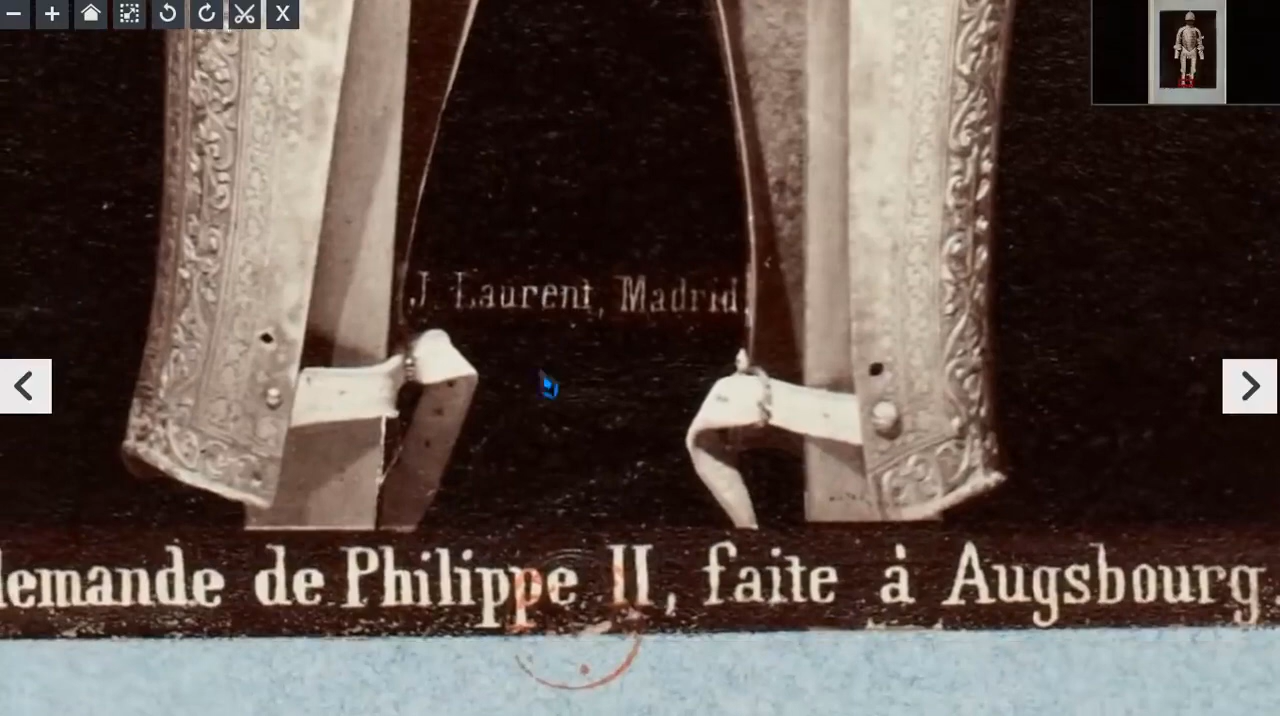 J. Laurent, Madrid.
lemande de Philippe II, faite à Augsbourg